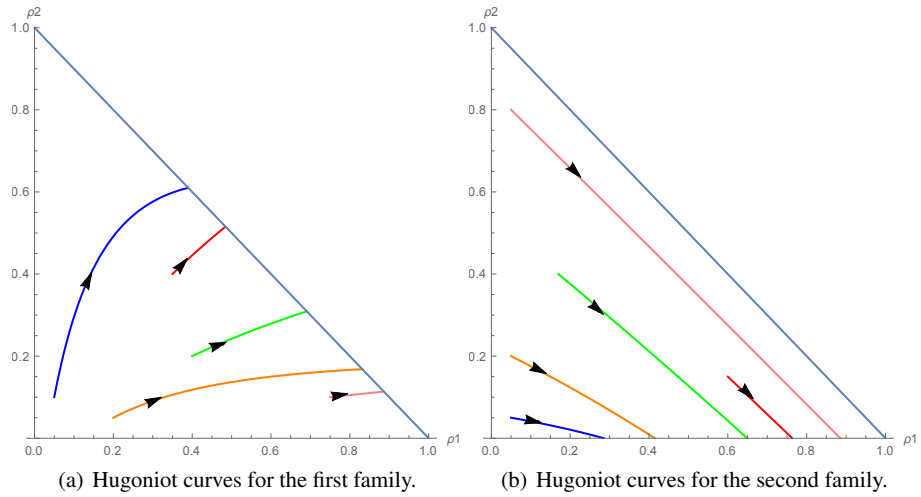 ρ2
1.0
0.8
0.6
0.4
0.2
0.0 0.2 0.4 0.6 0.8 1.0 ρ1
(a) Hugoniot curves for the first family.
ρ2
1.0
0.8
0.6
0.4
0.2
0.0 0.2 0.4 0.6 0.8 1.0 ρ1
(b) Hugoniot curves for the second family.